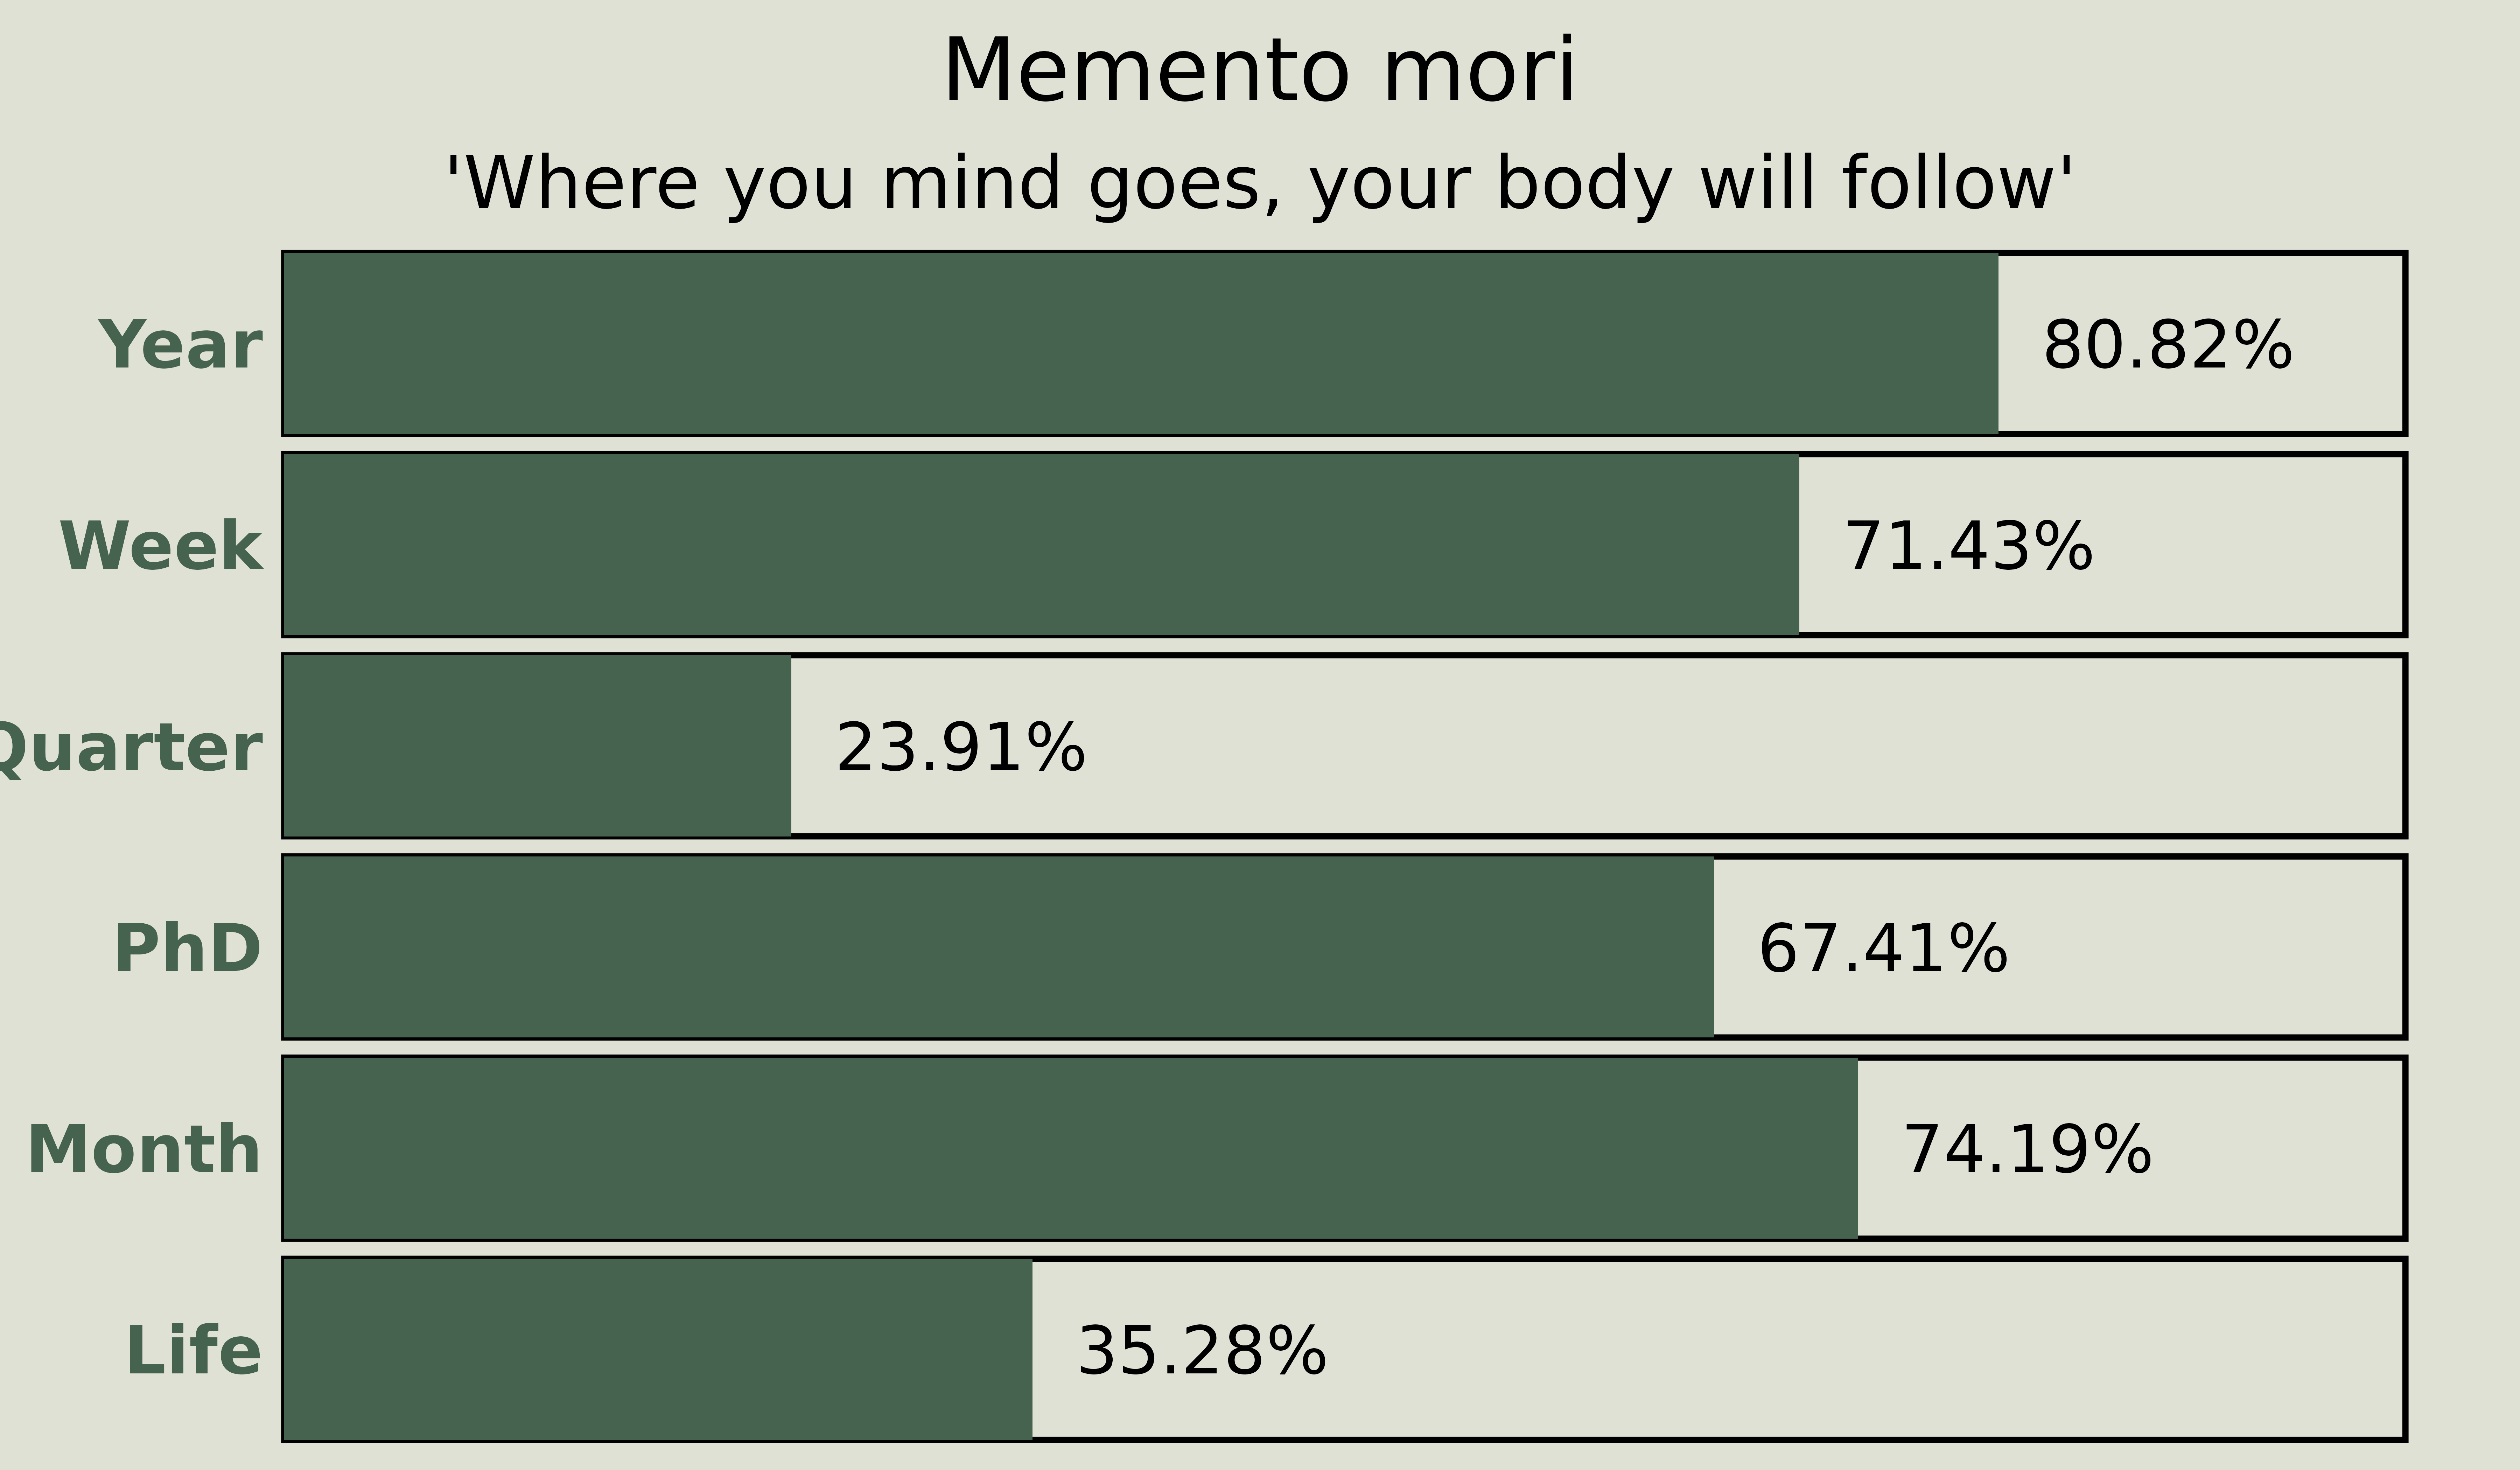 Memento mori
'Where you mind goes, your body will follow'
Year 80.82%
Week 71.43%
Quarter 23.91%
PhD 67.41%
Month 74.19%
Life 35.28%